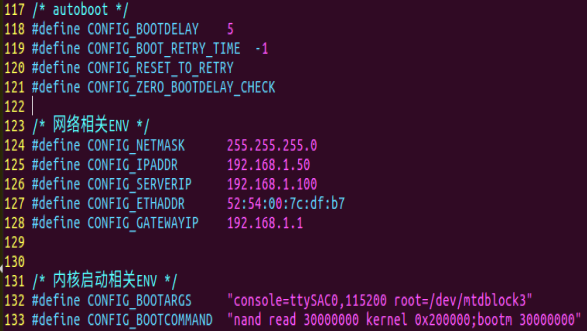 117 /* autoboot */
118 #define CONFIG_BOOTDELAY    5
119 #define CONFIG_BOOT_RETRY_TIME  -1
120 #define CONFIG_RESET_TO_RETRY
121 #define CONFIG_ZERO_BOOTDELAY_CHECK
122
123 /* 网络相关ENV */
124 #define CONFIG_NETMASK      255.255.255.0
125 #define CONFIG_IPADDR       192.168.1.50
126 #define CONFIG_SERVERIP     192.168.1.100
127 #define CONFIG_ETHADDR      52:54:00:7c:df:b7
128 #define CONFIG_GATEWAYIP    192.168.1.1
129
130
131 /* 内核启动相关ENV */
132 #define CONFIG_BOOTARGS     "console=ttySAC0,115200 root=/dev/mtdblock3"
133 #define CONFIG_BOOTCOMMAND  "nand read 30000000 kernel 0x200000;bootm 30000000"